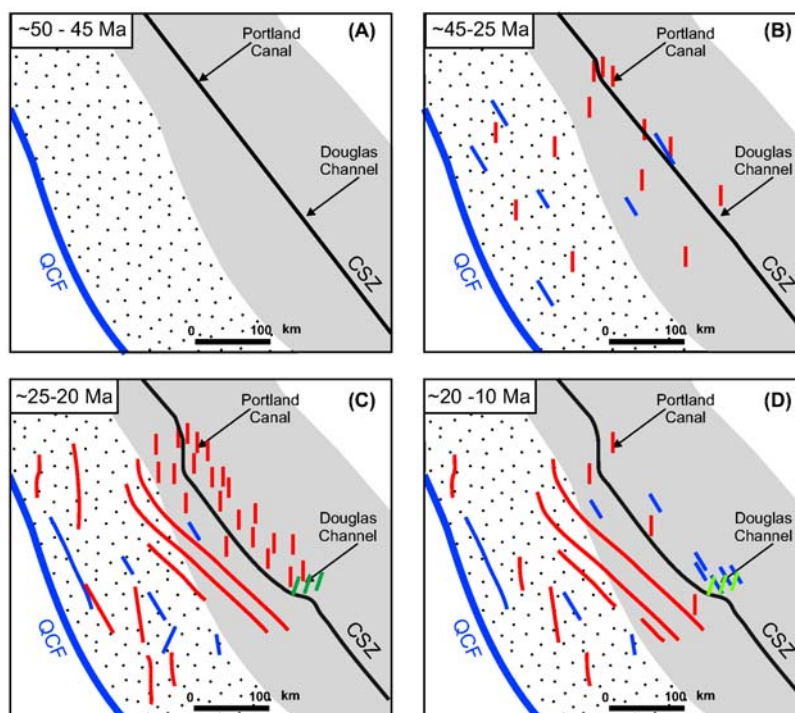 ~50 - 45 Ma
(A)
Portland
Canal
Douglas
Channel
QCF
CSZ
0 100 km
~45-25 Ma
(B)
Portland
Canal
Douglas
Channel
QCF
CSZ
0 100 km
~25-20 Ma
(C)
Portland
Canal
Douglas
Channel
QCF
CSZ
0 100 km
~20 -10 Ma
(D)
Portland
Canal
Douglas
Channel
QCF
CSZ
0 100 km